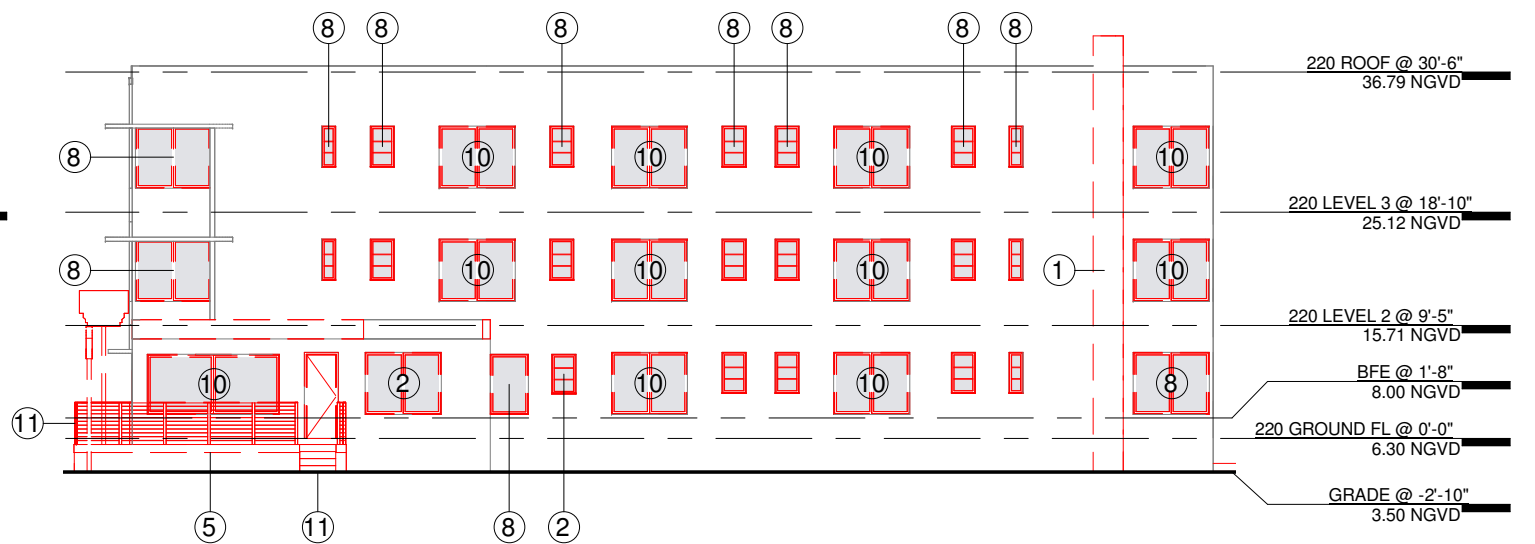 8 8 8 8 8 8 8
220 ROOF @ 30'-6"
36.79 NGVD
8 10 10 10 10
220 LEVEL 3 @ 18'-10"
25.12 NGVD
8 10 10 10 1 10
220 LEVEL 2 @ 9'-5"
15.71 NGVD
BFE @ 1'-8"
8.00 NGVD
10 2 10 10 8
11
220 GROUND FL @ 0'-0"
6.30 NGVD
GRADE @ -2'-10"
3.50 NGVD
5 11 8 2